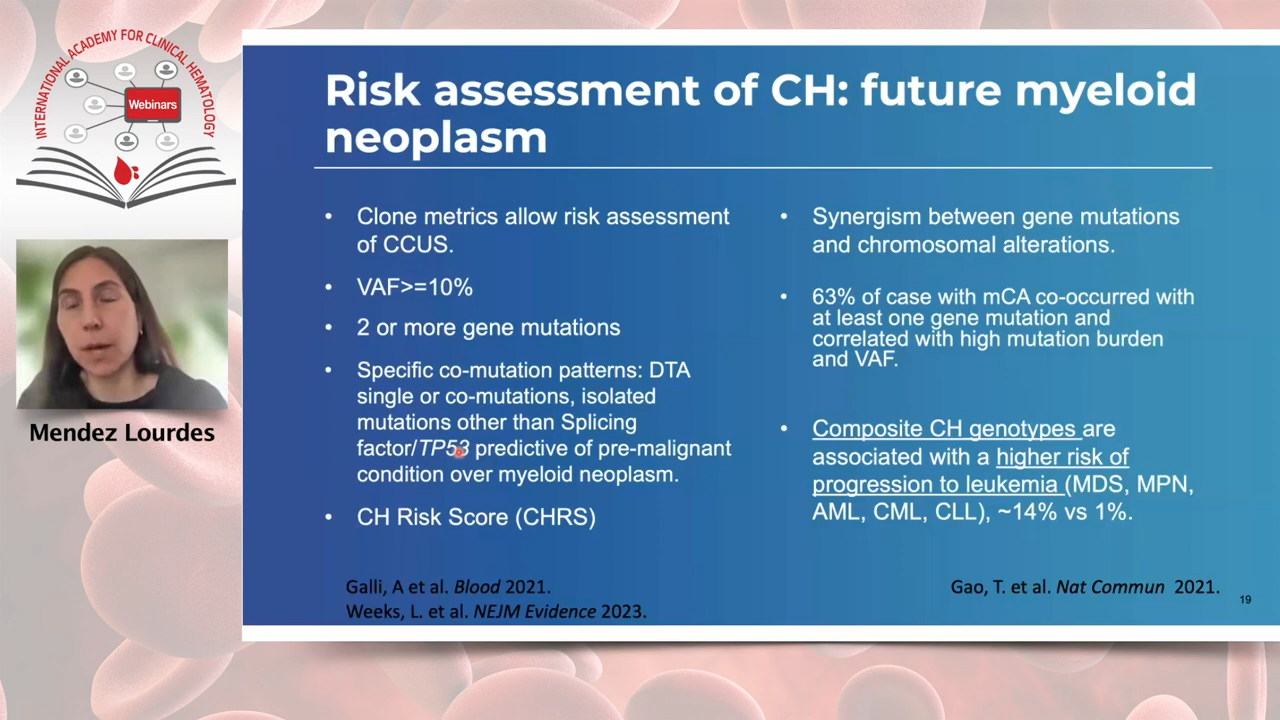 INTERNATIONAL ACADEMY FOR CLINICAL HEMATOLOGY
Webinars
Mendez Lourdes
Risk assessment of CH: future myeloid
neoplasm
• Clone metrics allow risk assessment
of CCUS.
• VAF>=10%
• 2 or more gene mutations
• Specific co-mutation patterns: DTA
single or co-mutations, isolated
mutations other than Splicing
factor/TP53 predictive of pre-malignant
condition over myeloid neoplasm.
• CH Risk Score (CHRS)
Galli, A et al. Blood 2021.
Weeks, L. et al. NEJM Evidence 2023.
• Synergism between gene mutations
and chromosomal alterations.
• 63% of case with mCA co-occurred with
at least one gene mutation and
correlated with high mutation burden
and VAF.
• Composite CH genotypes are
associated with a higher risk of
progression to leukemia (MDS, MPN,
AML, CML, CLL), ~14% vs 1%.
Gao, T. et al. Nat Commun 2021.
19